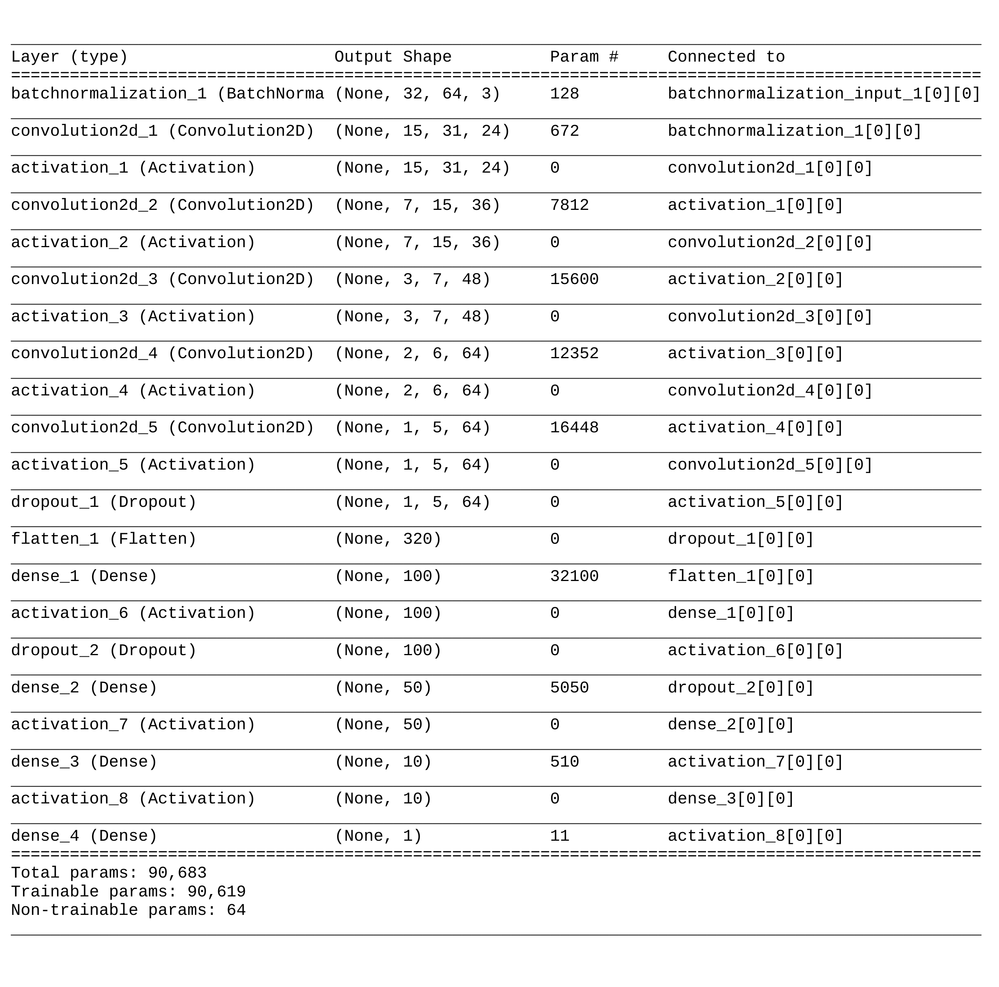 Layer (type) Output Shape Param # Connected to
====================================================================================================
batchnormalization_1 (BatchNorma (None, 32, 64, 3) 128 batchnormalization_input_1[0][0]
convolution2d_1 (Convolution2D) (None, 15, 31, 24) 672 batchnormalization_1[0][0]
activation_1 (Activation) (None, 15, 31, 24) 0 convolution2d_1[0][0]
convolution2d_2 (Convolution2D) (None, 7, 15, 36) 7812 activation_1[0][0]
activation_2 (Activation) (None, 7, 15, 36) 0 convolution2d_2[0][0]
convolution2d_3 (Convolution2D) (None, 3, 7, 48) 15600 activation_2[0][0]
activation_3 (Activation) (None, 3, 7, 48) 0 convolution2d_3[0][0]
convolution2d_4 (Convolution2D) (None, 2, 6, 64) 12352 activation_3[0][0]
activation_4 (Activation) (None, 2, 6, 64) 0 convolution2d_4[0][0]
convolution2d_5 (Convolution2D) (None, 1, 5, 64) 16448 activation_4[0][0]
activation_5 (Activation) (None, 1, 5, 64) 0 convolution2d_5[0][0]
dropout_1 (Dropout) (None, 1, 5, 64) 0 activation_5[0][0]
flatten_1 (Flatten) (None, 320) 0 dropout_1[0][0]
dense_1 (Dense) (None, 100) 32100 flatten_1[0][0]
activation_6 (Activation) (None, 100) 0 dense_1[0][0]
dropout_2 (Dropout) (None, 100) 0 activation_6[0][0]
dense_2 (Dense) (None, 50) 5050 dropout_2[0][0]
activation_7 (Activation) (None, 50) 0 dense_2[0][0]
dense_3 (Dense) (None, 10) 510 activation_7[0][0]
activation_8 (Activation) (None, 10) 0 dense_3[0][0]
dense_4 (Dense) (None, 1) 11 activation_8[0][0]
====================================================================================================
Total params: 90,683
Trainable params: 90,619
Non-trainable params: 64